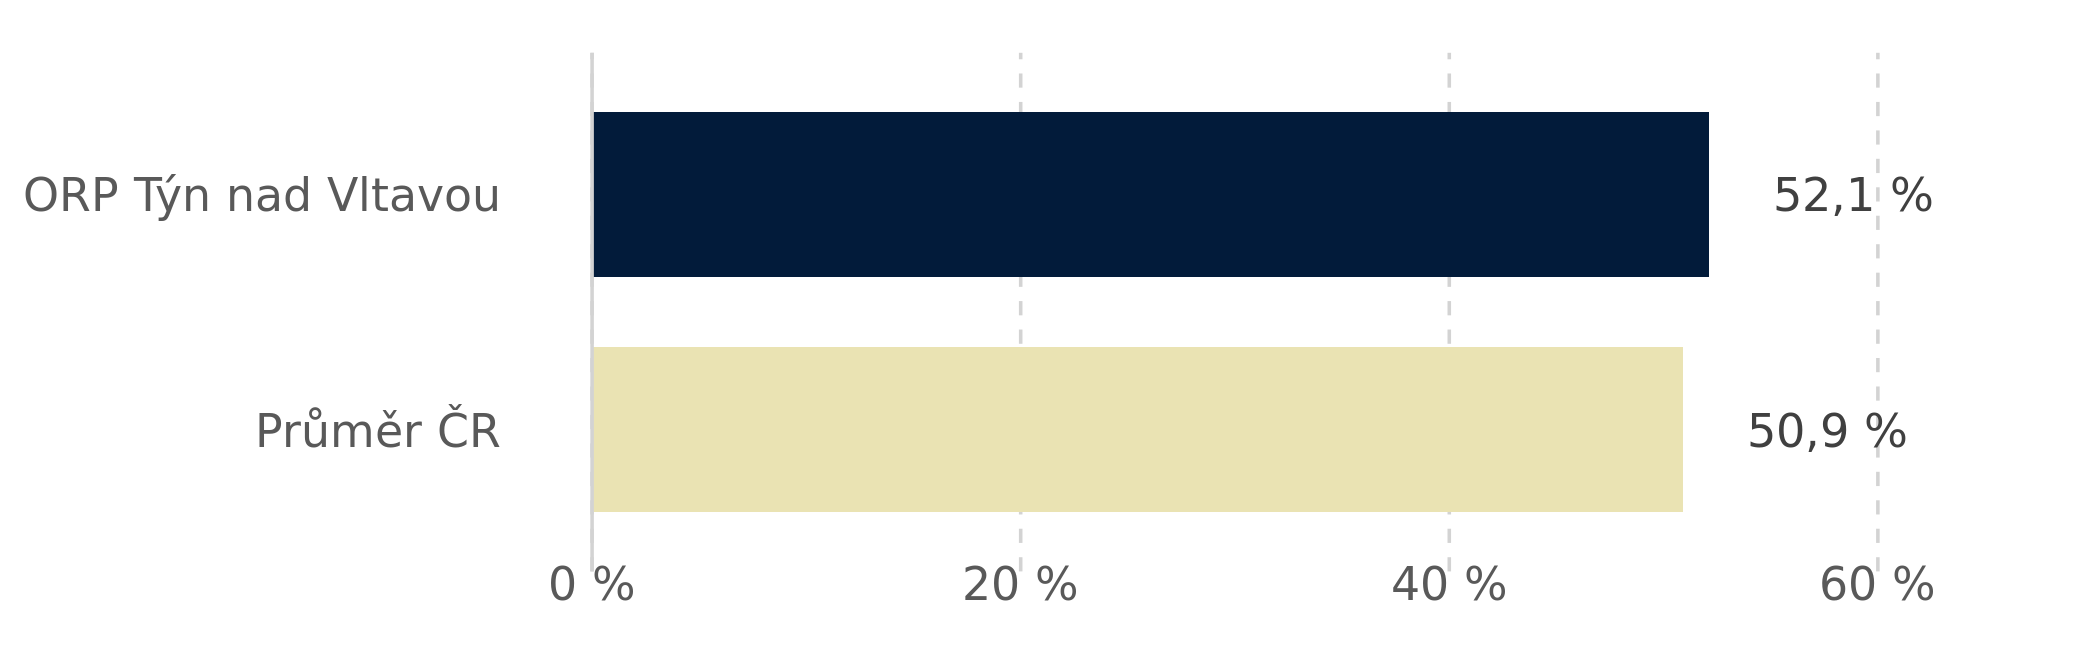 ORP Týn nad Vltavou 52,1 %
Průměr ČR 50,9 %
0 % 20 % 40 % 60 %